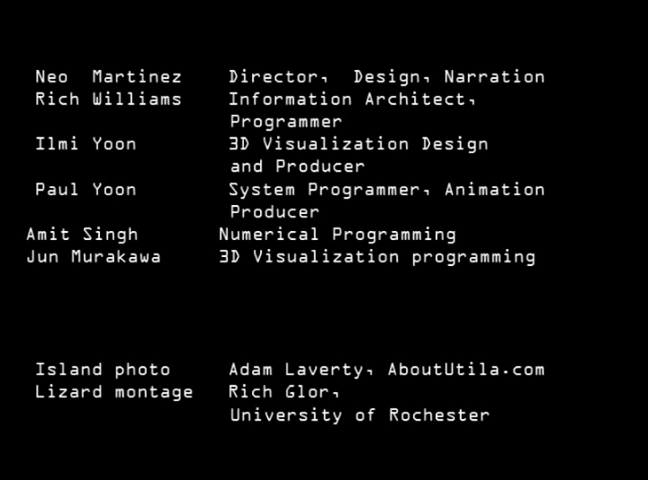 Neo Martinez Director, Design, Narration
Rich Williams Information Architect,
Programmer
Ilmi Yoon 3D Visualization Design
and Producer
Paul Yoon System Programmer, Animation
Producer
Amit Singh Numerical Programming
Jun Murakawa 3D Visualization programming
Island photo Adam Laverty, AboutUtila.com
Lizard montage Rich Glor,
University of Rochester